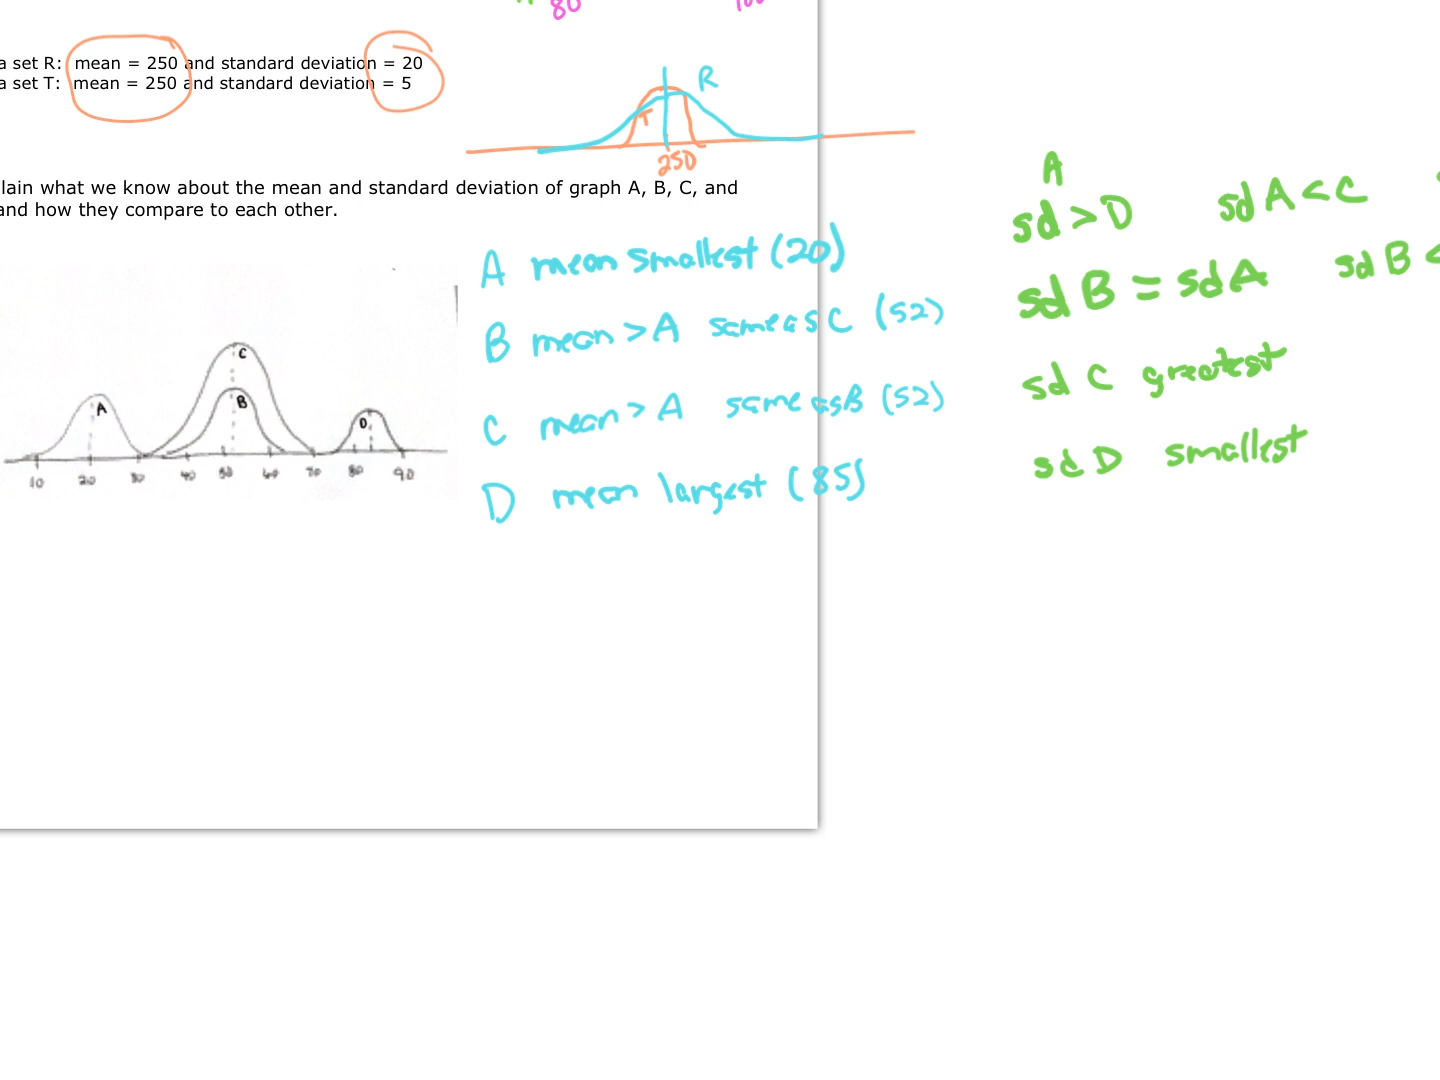 80
a set R: mean = 250 and standard deviation = 20
a set T: mean = 250 and standard deviation = 5
R
T
250
lain what we know about the mean and standard deviation of graph A, B, C, and
and how they compare to each other.
A mean smallest (20)
B mean > A same as C (52)
C mean > A same as B (52)
D mean largest (85)
A
sd > D sd A < C
sd B = sd A sd B <
sd C greatest
sd D smallest
C
A B
D
10 20 30 40 50 60 70 80 90